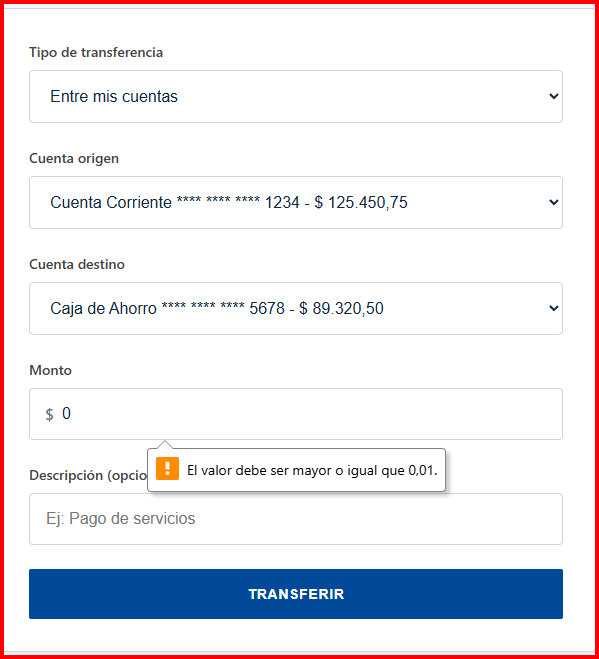 Tipo de transferencia
Entre mis cuentas
Cuenta origen
Cuenta Corriente **** **** **** 1234 - $ 125.450,75
Cuenta destino
Caja de Ahorro **** **** **** 5678 - $ 89.320,50
Monto
$ 0
El valor debe ser mayor o igual que 0,01.
Descripción (opcio
Ej: Pago de servicios
TRANSFERIR